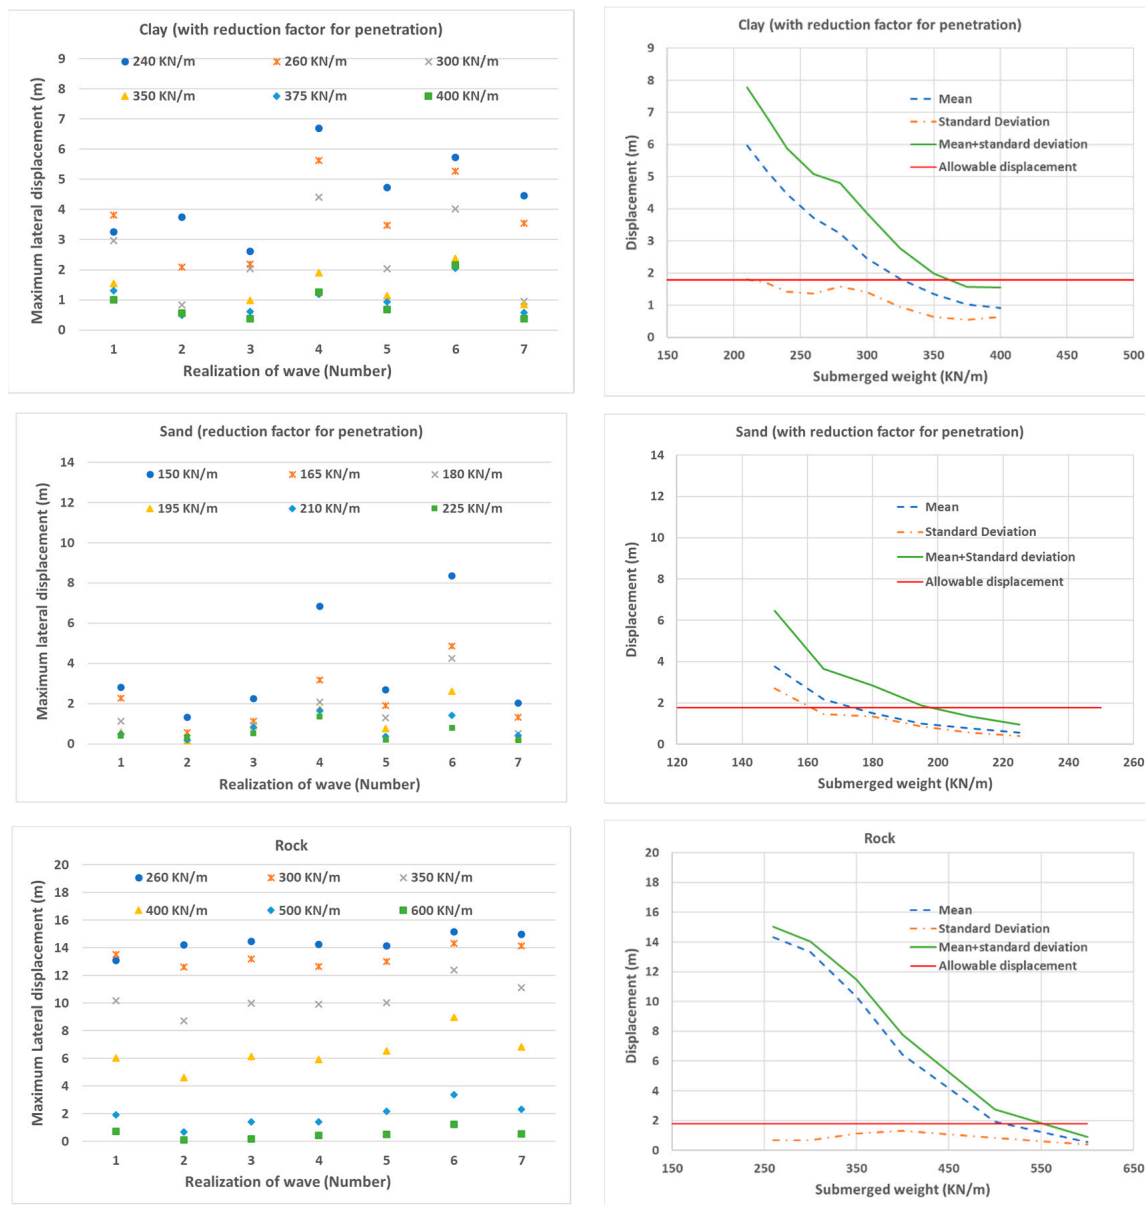 Clay (with reduction factor for penetration)
Maximum lateral displacement (m)
9
8
7
6
5
4
3
2
1
0
240 KN/m 260 KN/m 300 KN/m
350 KN/m 375 KN/m 400 KN/m
1 2 3 4 5 6 7
Realization of wave (Number)
Clay (with reduction factor for penetration)
Displacement (m)
9
8
7
6
5
4
3
2
1
0
Mean
Standard Deviation
Mean+standard deviation
Allowable displacement
150 200 250 300 350 400 450 500
Submerged weight (KN/m)
Sand (reduction factor for penetration)
Maximum lateral displacement (m)
14
12
10
8
6
4
2
0
150 KN/m 165 KN/m 180 KN/m
195 KN/m 210 KN/m 225 KN/m
1 2 3 4 5 6 7
Realization of wave (Number)
Sand (with reduction factor for penetration)
Displacement (m)
14
12
10
8
6
4
2
0
Mean
Standard Deviation
Mean+Standard deviation
Allowable displacement
120 140 160 180 200 220 240 260
Submerged weight (KN/m)
Rock
Maximum Lateral displacement (m)
20
18
16
14
12
10
8
6
4
2
0
260 KN/m 300 KN/m 350 KN/m
400 KN/m 500 KN/m 600 KN/m
1 2 3 4 5 6 7
Realization of wave (Number)
Rock
Displacement (m)
20
18
16
14
12
10
8
6
4
2
0
Mean
Standard Deviation
Mean+standard deviation
Allowable displacement
150 250 350 450 550 650
Submerged weight (KN/m)